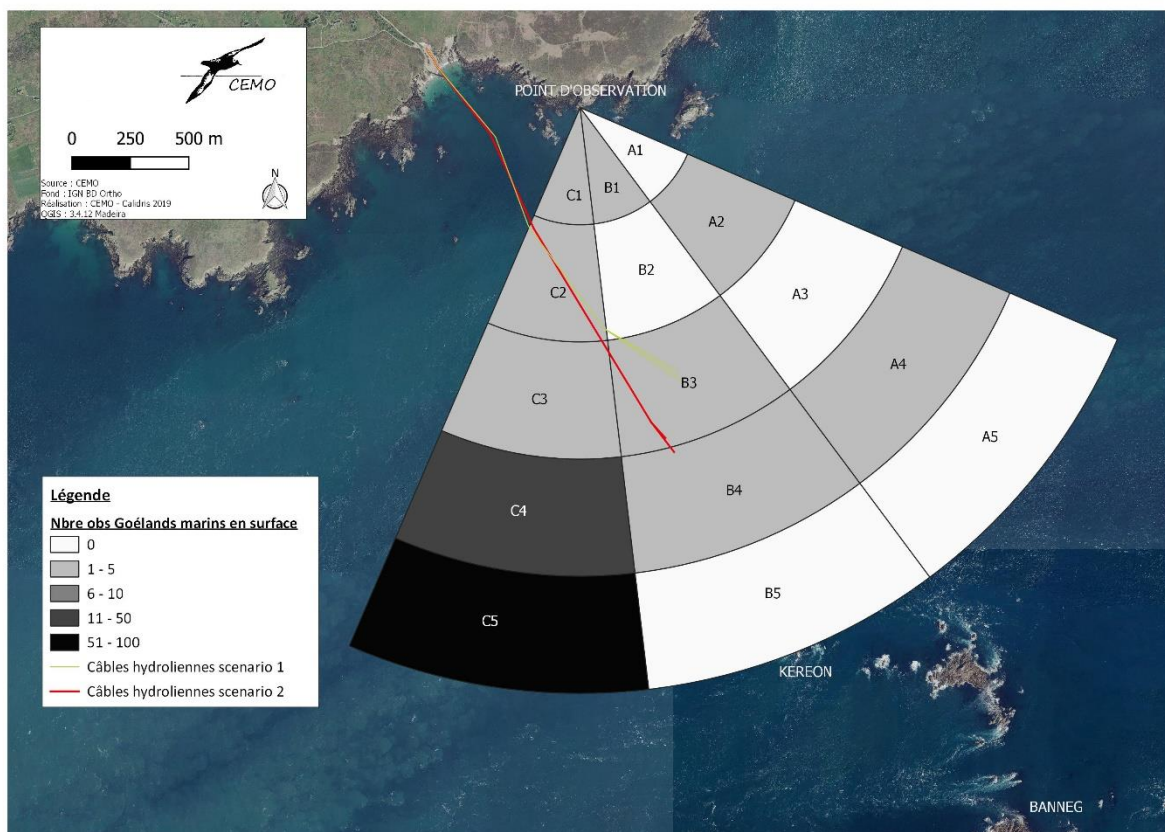 CEMO
0 250 500 m
Source : CEMO
Fond : IGN BD Ortho
Réalisation : CEMO - Calidris 2019
QGIS : 3.4.12 Madeira
N
POINT D'OBSERVATION
A1
B1
C1
A2
B2
C2
A3
B3
C3
A4
B4
C4
A5
B5
C5
KEREON
BANNEG
Légende
Nbre obs Goélands marins en surface
0
1 - 5
6 - 10
11 - 50
51 - 100
Câbles hydroliennes scenario 1
Câbles hydroliennes scenario 2